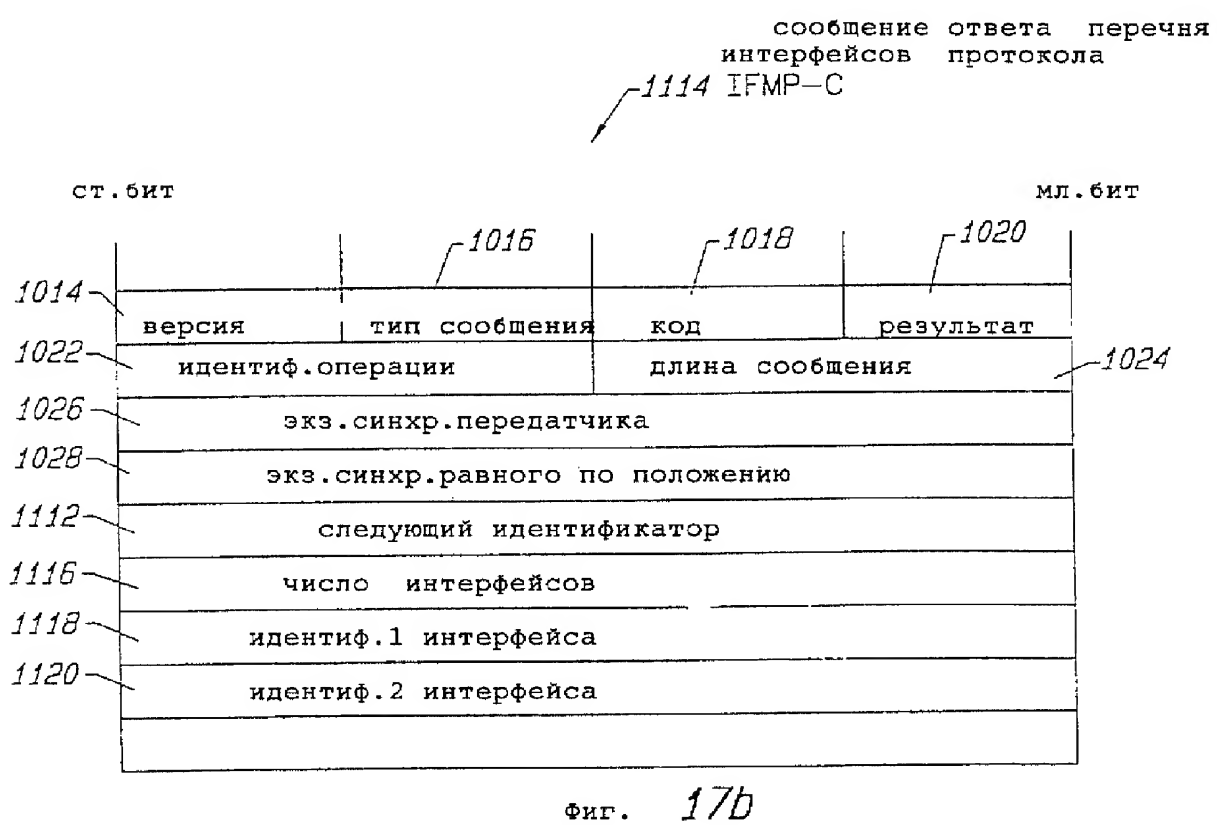 сообщение ответа перечня
интерфейсов протокола
1114 IFMP-C
ст.бит мл.бит
1016 1018 1020
1014 версия тип сообщения код результат
1022 идентиф.операции длина сообщения 1024
1026 экз.синхр.передатчика
1028 экз.синхр.равного по положению
1112 следующий идентификатор
1116 число интерфейсов
1118 идентиф.1 интерфейса
1120 идентиф.2 интерфейса
Фиг. 17b